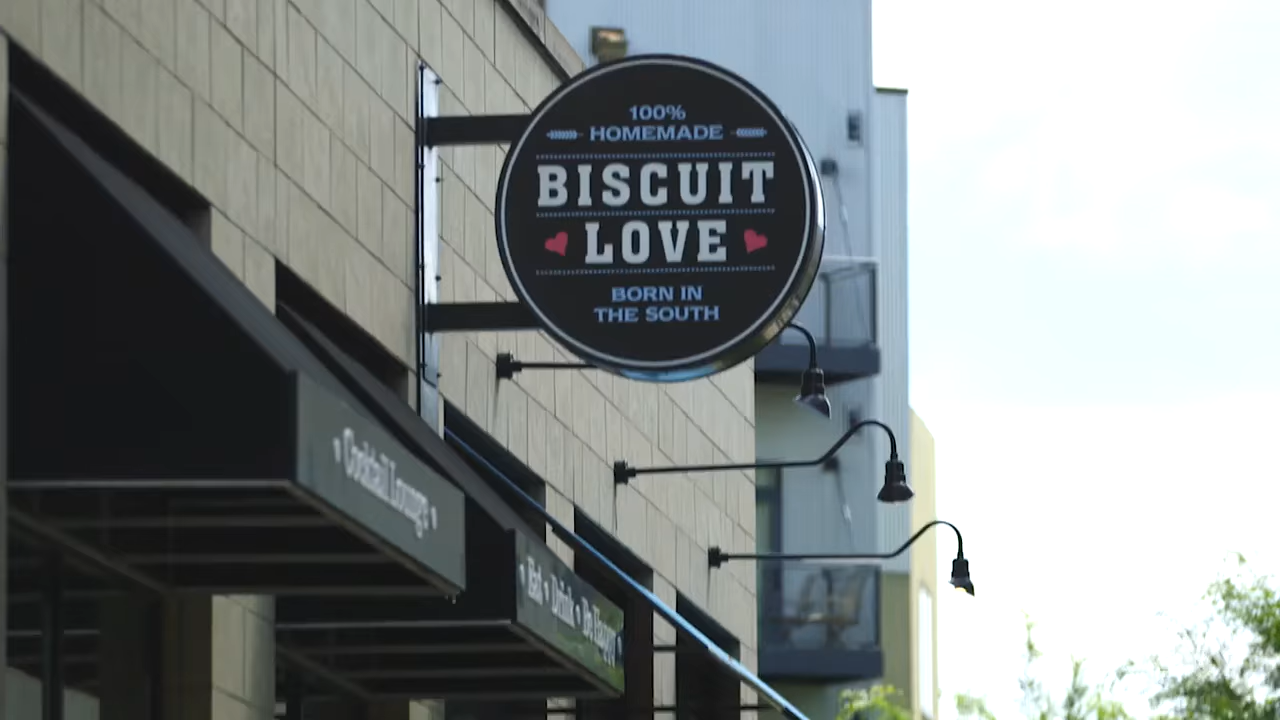 100%
HOMEMADE
BISCUIT
LOVE
BORN IN
THE SOUTH
Cocktail Lounge
Eat • Drink • Be Happy